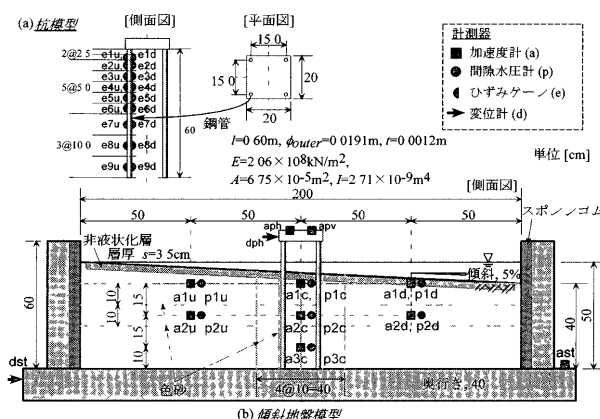 (a) 杭模型
[側面図]
[平面図]
2@2 5
5@5 0
3@10 0
e1u e1d
e2u e2d
e3u e3d
e4u e4d
e5u e5d
e6u e6d
e7u e7d
e8u e8d
e9u e9d
60
15 0
15 0
20
20
鋼管
計測器
加速度計 (a)
間隙水圧計 (p)
ひずみケーノ (e)
変位計 (d)
l=0 60m, ϕouter=0 0191m, t=0 0012m
E=2 06×10⁸kN/m²,
A=6 75×10⁻⁵m², I=2 71×10⁻⁹m⁴
単位 [cm]
200
[側面図]
スポンノコム
50 50 50 50
aph apv
dph
非液状化層
層厚 s=3 5cm
傾斜, 5%
60
10
10
15
15
10
50
40
a1u p1u
a1c, p1c
a1d, p1d
a2u p2u
a2c p2c
a2d, p2d
a3c p3c
dst
ast
色砂
4@10=40
奥行き, 40
(b) 傾斜地盤模型